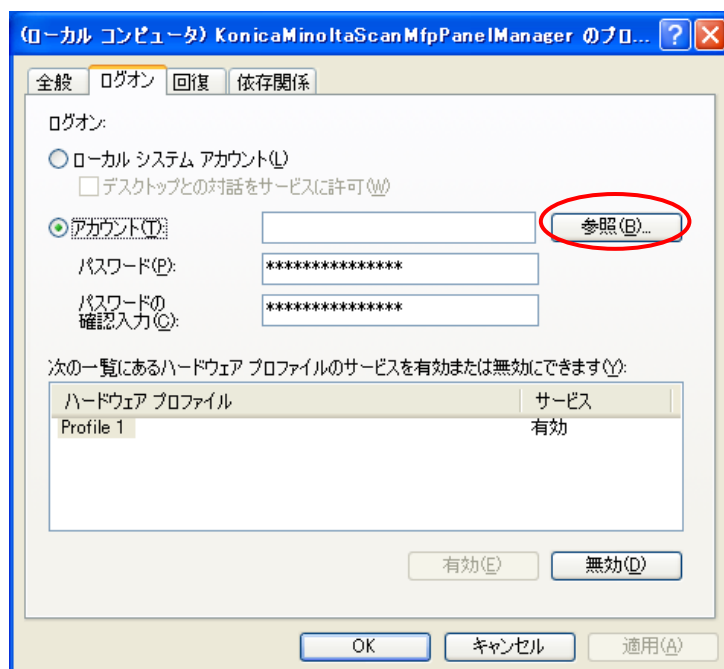 (ローカル コンピュータ) KonicaMinoltaScanMfpPanelManager のプロ...
全般 ログオン 回復 依存関係
ログオン:
ローカル システム アカウント(L)
デスクトップとの対話をサービスに許可(W)
アカウント(T): 参照(B)...
パスワード(P): ***************
パスワードの
確認入力(C): ***************
次の一覧にあるハードウェア プロファイルのサービスを有効または無効にできます(Y):
ハードウェア プロファイル サービス
Profile 1 有効
有効(E) 無効(D)
OK キャンセル 適用(A)